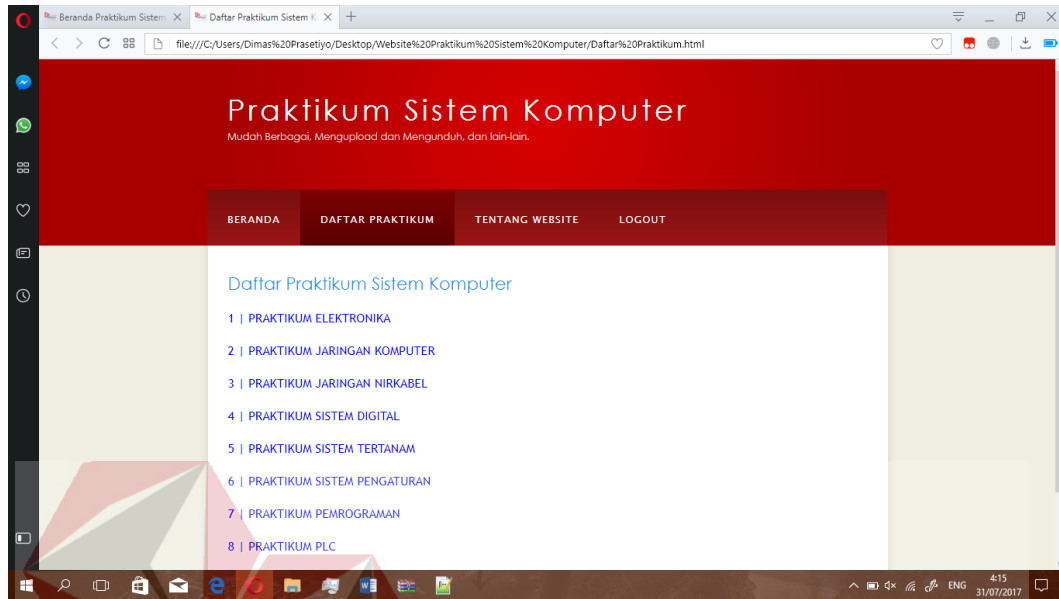 Beranda Praktikum Sistem
Daftar Praktikum Sistem K
file:///C:/Users/Dimas%20Prasetiyo/Desktop/Website%20Praktikum%20Sistem%20Komputer/Daftar%20Praktikum.html
Praktikum Sistem Komputer
Mudah Berbagai, Mengupload dan Mengunduh, dan lain-lain.
BERANDA DAFTAR PRAKTIKUM TENTANG WEBSITE LOGOUT
Daftar Praktikum Sistem Komputer
1 | PRAKTIKUM ELEKTRONIKA
2 | PRAKTIKUM JARINGAN KOMPUTER
3 | PRAKTIKUM JARINGAN NIRKABEL
4 | PRAKTIKUM SISTEM DIGITAL
5 | PRAKTIKUM SISTEM TERTANAM
6 | PRAKTIKUM SISTEM PENGATURAN
7 | PRAKTIKUM PEMROGRAMAN
8 | PRAKTIKUM PLC
ENG
4:15
31/07/2017